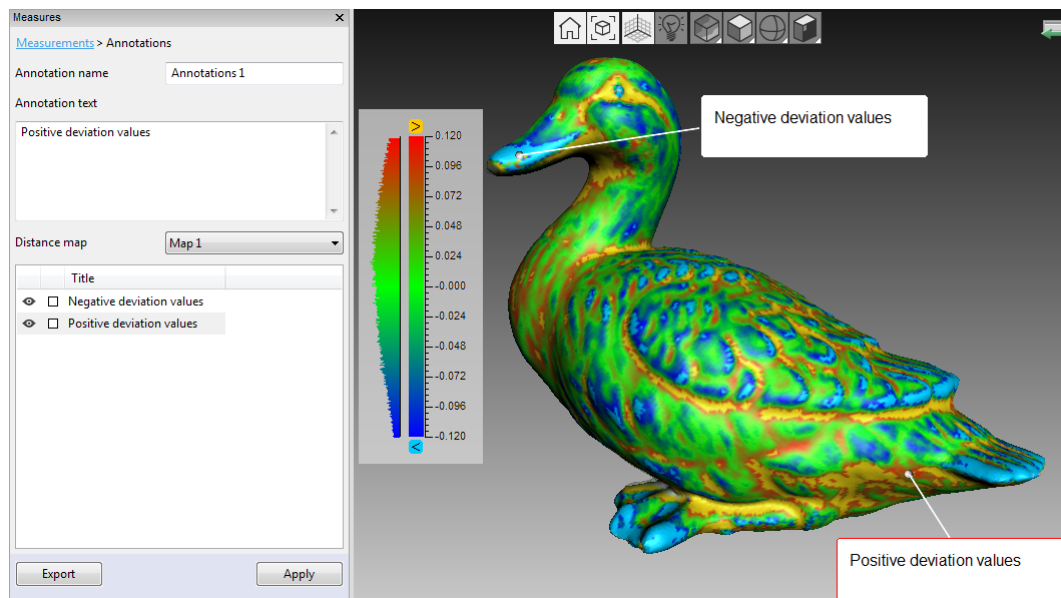 Measures
Measurements > Annotations
Annotation name
Annotations 1
Annotation text
Positive deviation values
Distance map
Map 1
Title
Negative deviation values
Positive deviation values
Export
Apply
>
0.120
0.096
0.072
0.048
0.024
-0.000
-0.024
-0.048
-0.072
-0.096
-0.120
<
Negative deviation values
Positive deviation values